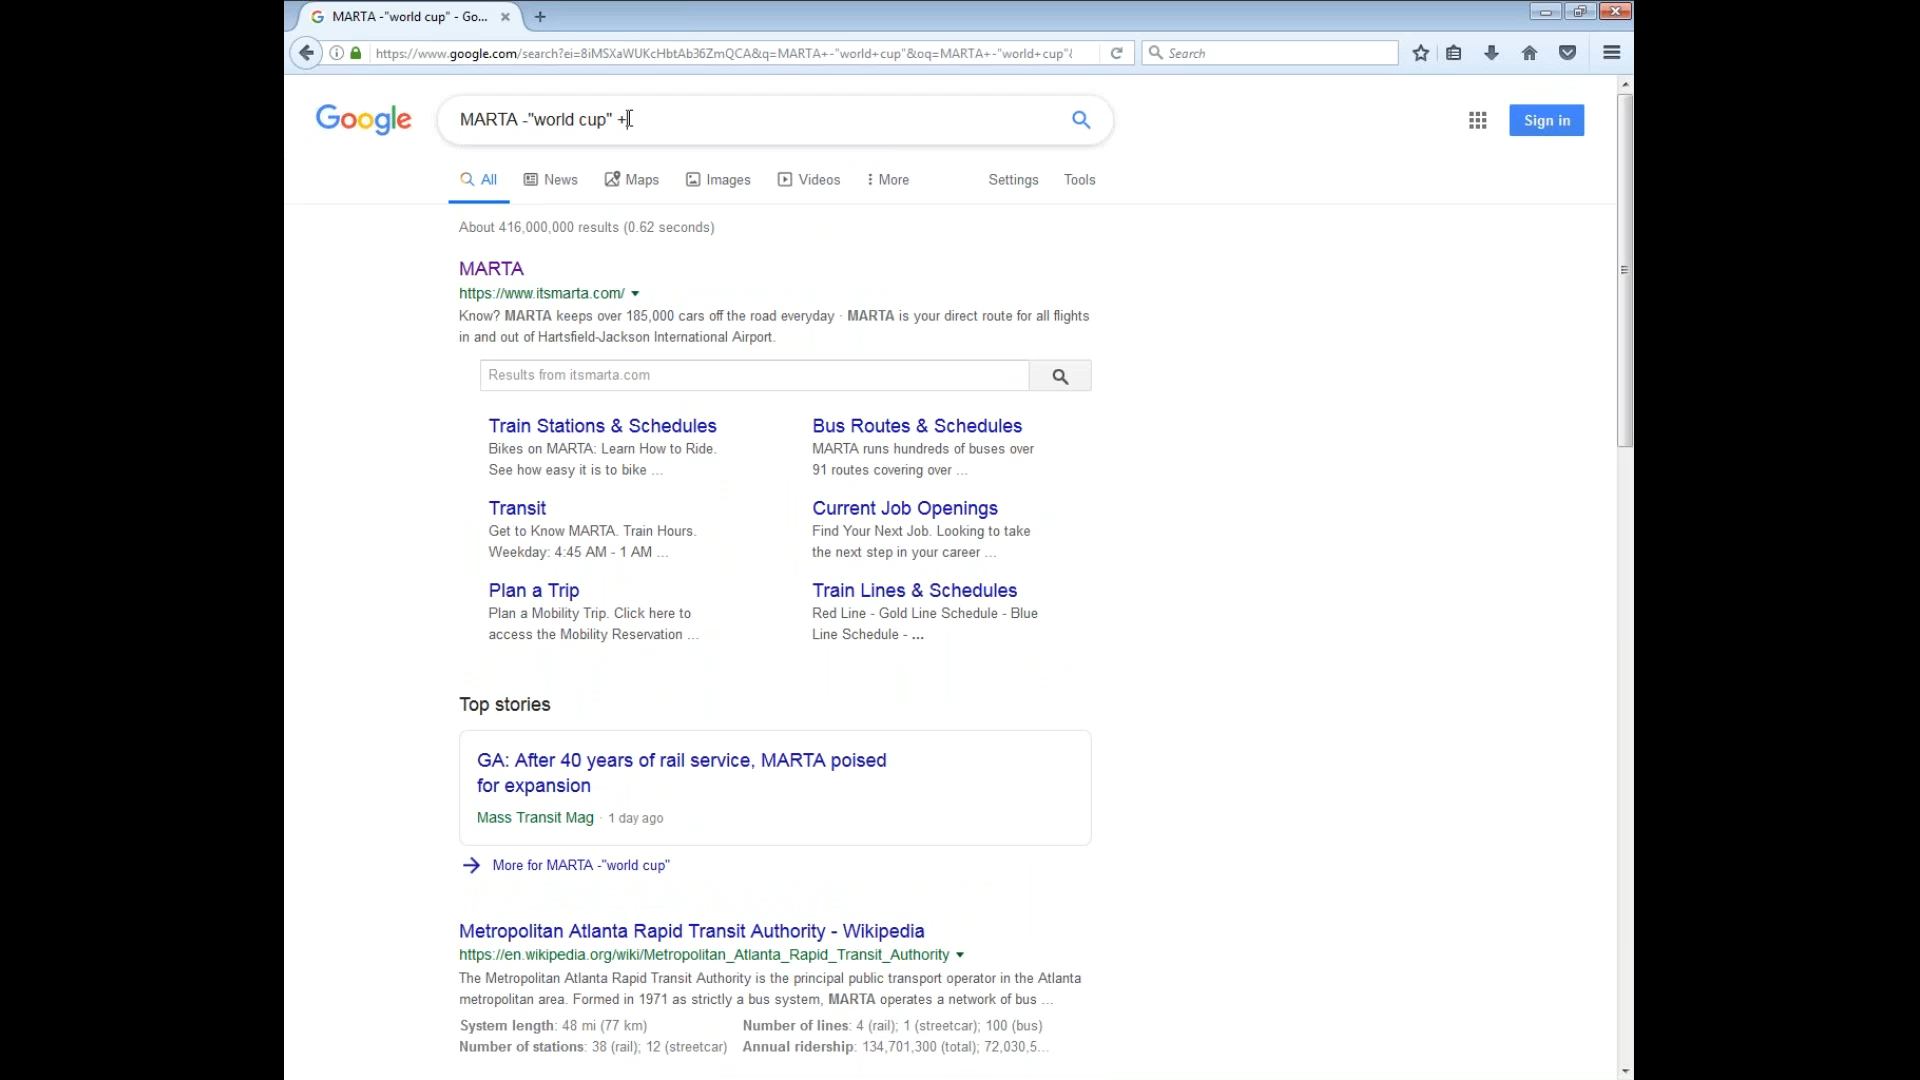 MARTA -"world cup" - Go...
https://www.google.com/search?ei=8iMSXaWUKcHbtAb36ZmQCA&q=MARTA+-"world+cup"&oq=MARTA+-"world+cup"&
Search
Google
MARTA -"world cup" +
Sign in
All News Maps Images Videos More Settings Tools
About 416,000,000 results (0.62 seconds)
MARTA
https://www.itsmarta.com/
Know? MARTA keeps over 185,000 cars off the road everyday · MARTA is your direct route for all flights
in and out of Hartsfield-Jackson International Airport.
Results from itsmarta.com
Train Stations & Schedules
Bikes on MARTA: Learn How to Ride.
See how easy it is to bike ...
Bus Routes & Schedules
MARTA runs hundreds of buses over
91 routes covering over ...
Transit
Get to Know MARTA. Train Hours.
Weekday: 4:45 AM - 1 AM ...
Current Job Openings
Find Your Next Job. Looking to take
the next step in your career ...
Plan a Trip
Plan a Mobility Trip. Click here to
access the Mobility Reservation ...
Train Lines & Schedules
Red Line - Gold Line Schedule - Blue
Line Schedule - ...
Top stories
GA: After 40 years of rail service, MARTA poised
for expansion
Mass Transit Mag · 1 day ago
More for MARTA -"world cup"
Metropolitan Atlanta Rapid Transit Authority - Wikipedia
https://en.wikipedia.org/wiki/Metropolitan_Atlanta_Rapid_Transit_Authority
The Metropolitan Atlanta Rapid Transit Authority is the principal public transport operator in the Atlanta
metropolitan area. Formed in 1971 as strictly a bus system, MARTA operates a network of bus ...
System length: 48 mi (77 km) Number of lines: 4 (rail); 1 (streetcar); 100 (bus)
Number of stations: 38 (rail); 12 (streetcar) Annual ridership: 134,701,300 (total); 72,030,5...